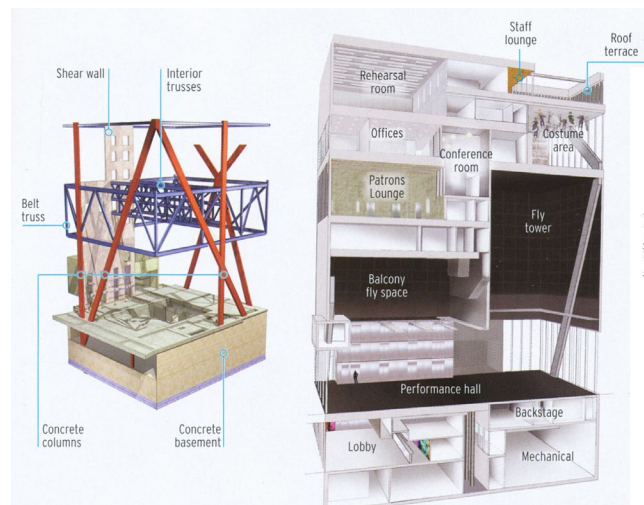 Shear wall
Interior
trusses
Belt
truss
Concrete
columns
Concrete
basement
Staff
lounge
Roof
terrace
Rehearsal
room
Offices
Conference
room
Costume
area
Patrons
Lounge
Fly
tower
Balcony
fly space
Performance hall
Lobby
Backstage
Mechanical